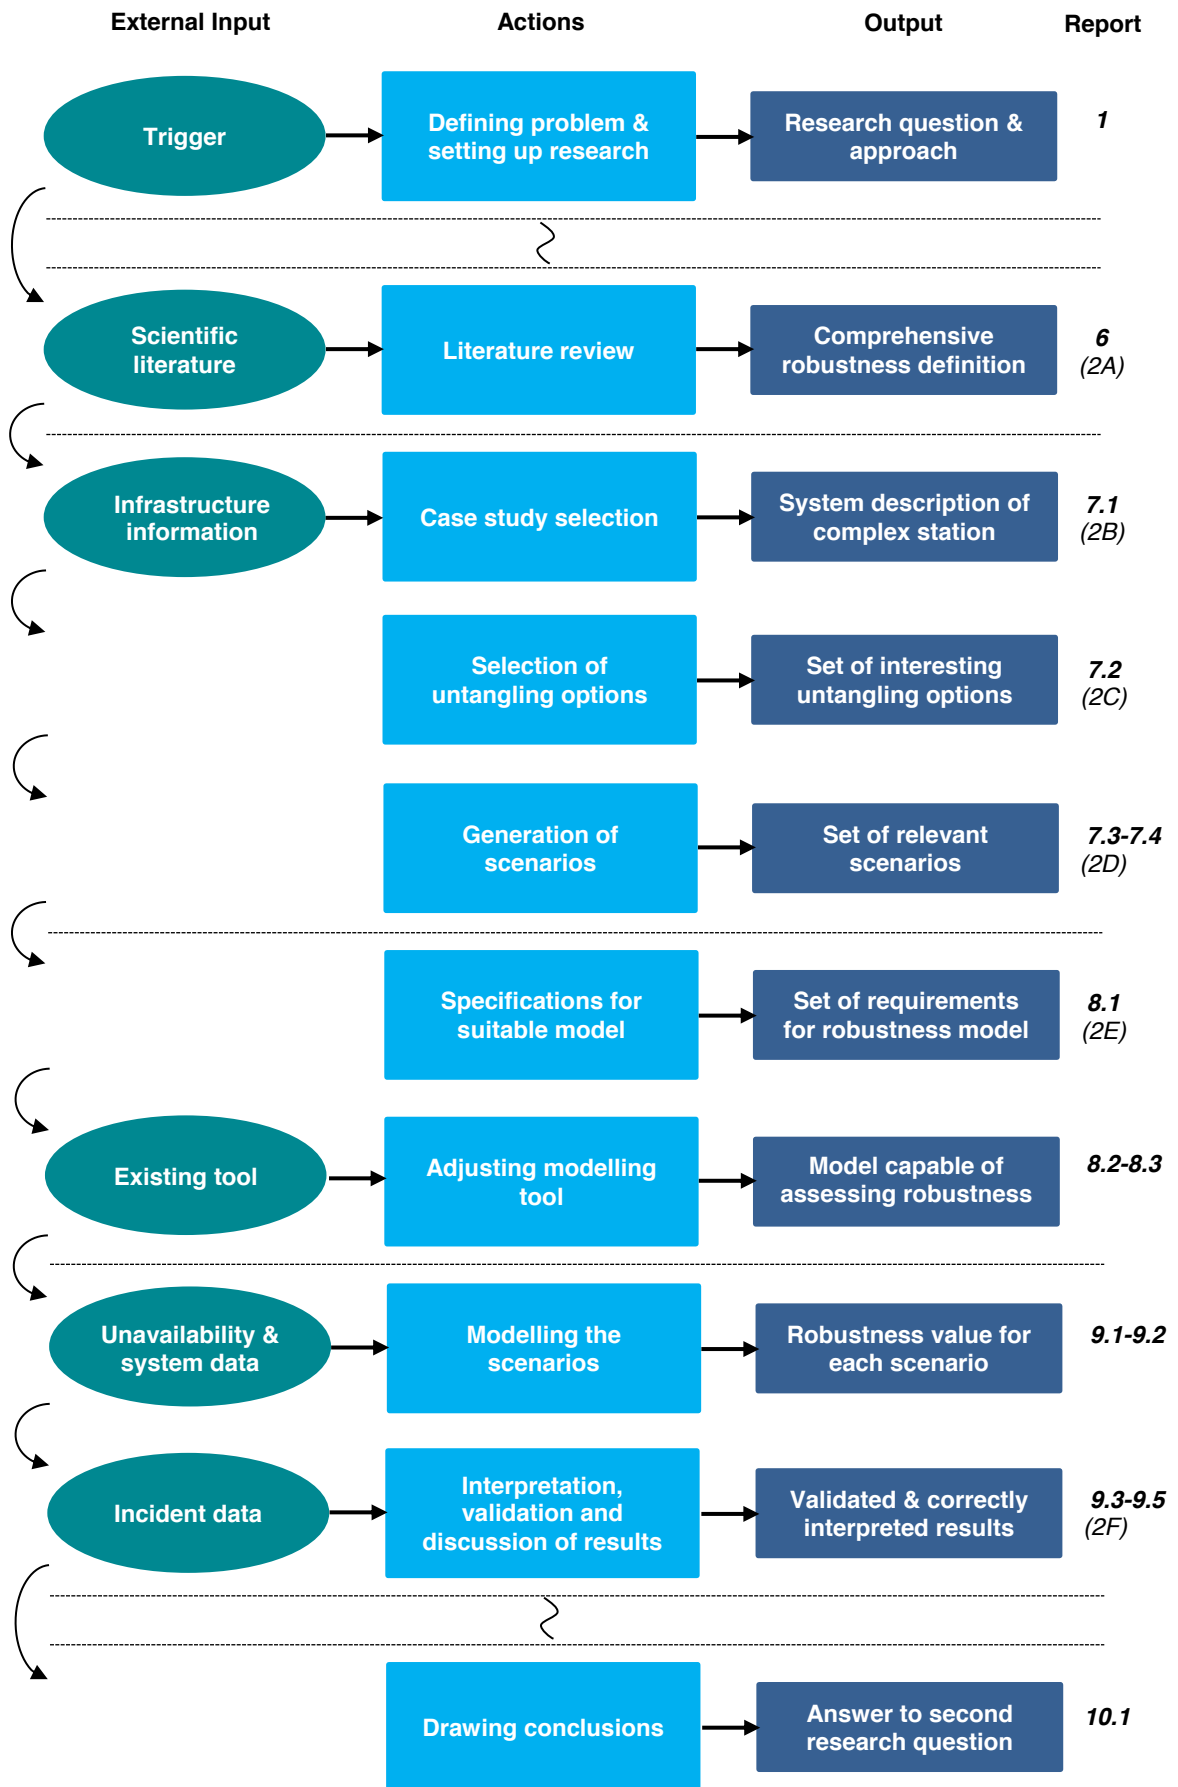 External Input
Actions
Output
Report
Trigger
Defining problem &
setting up research
Research question &
approach
1
Scientific
literature
Literature review
Comprehensive
robustness definition
6
(2A)
Infrastructure
information
Case study selection
System description of
complex station
7.1
(2B)
Selection of
untangling options
Set of interesting
untangling options
7.2
(2C)
Generation of
scenarios
Set of relevant
scenarios
7.3-7.4
(2D)
Specifications for
suitable model
Set of requirements
for robustness model
8.1
(2E)
Existing tool
Adjusting modelling
tool
Model capable of
assessing robustness
8.2-8.3
Unavailability &
system data
Modelling the
scenarios
Robustness value for
each scenario
9.1-9.2
Incident data
Interpretation,
validation and
discussion of results
Validated & correctly
interpreted results
9.3-9.5
(2F)
Drawing conclusions
Answer to second
research question
10.1